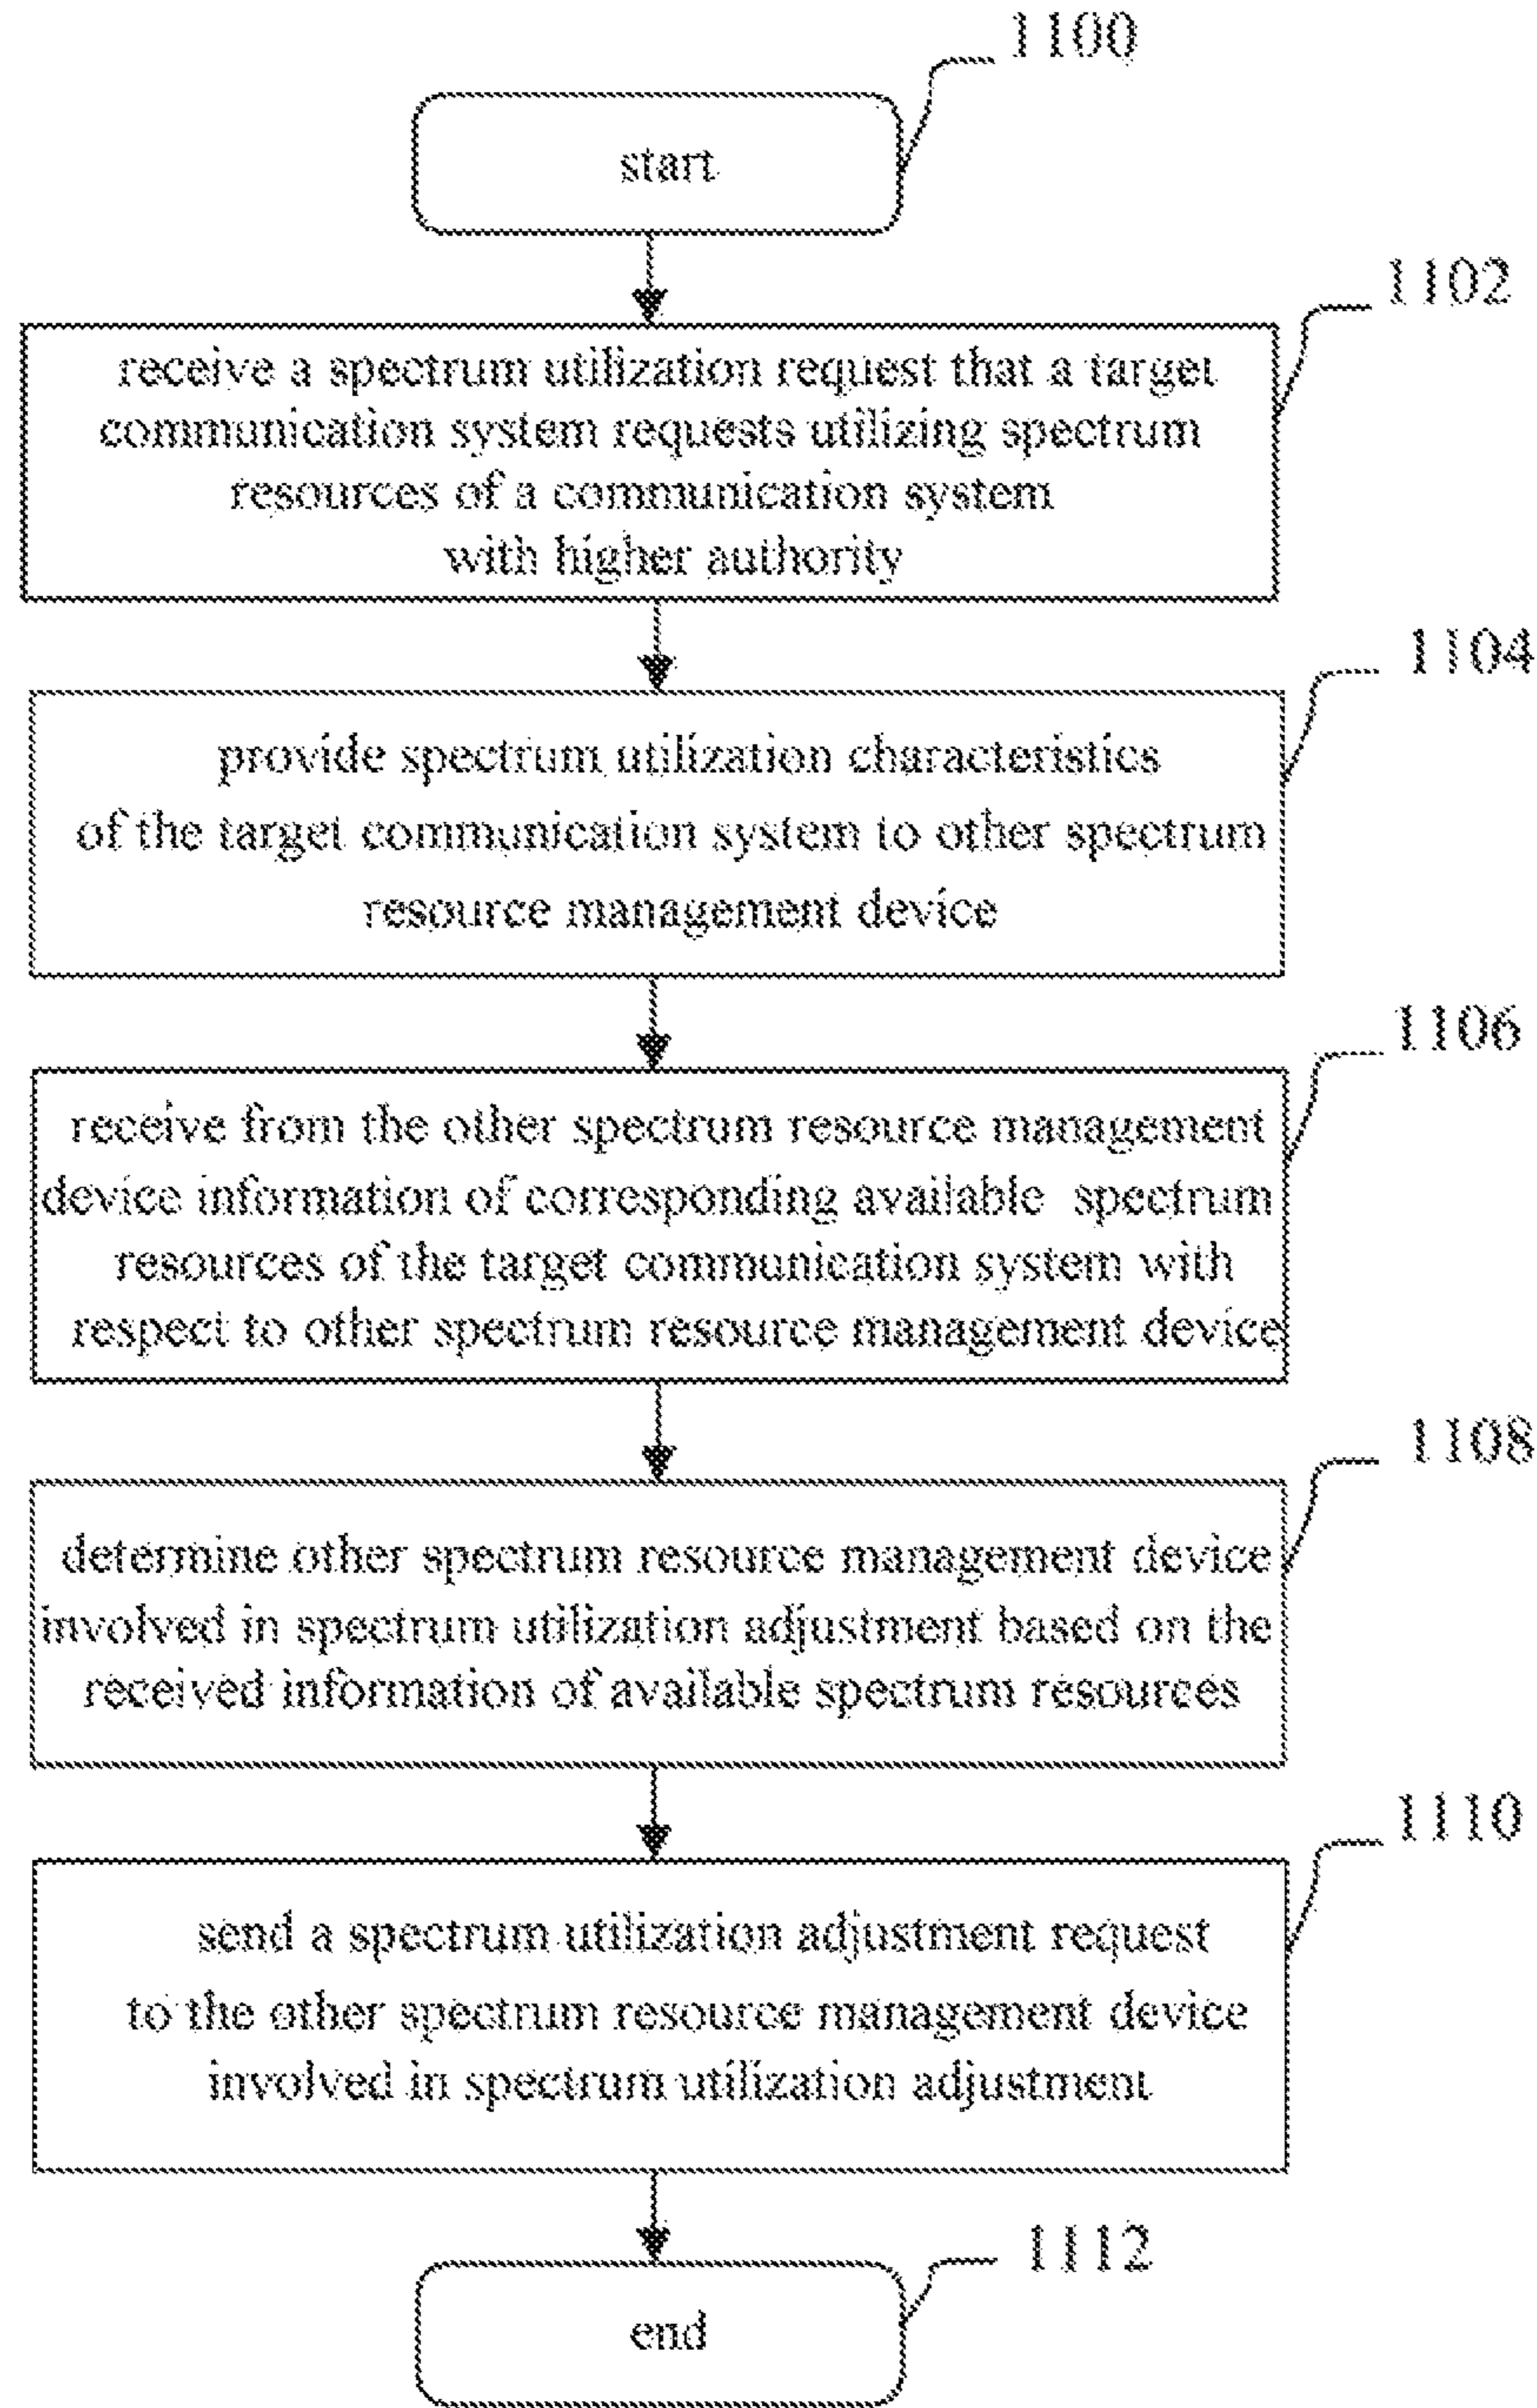 1100
start
1102
receive a spectrum utilization request that a target
communication system requests utilizing spectrum
resources of a communication system
with higher authority
1104
provide spectrum utilization characteristics
of the target communication system to other spectrum
resource management device
1106
receive from the other spectrum resource management
device information of corresponding available spectrum
resources of the target communication system with
respect to other spectrum resource management device
1108
determine other spectrum resource management device
involved in spectrum utilization adjustment based on the
received information of available spectrum resources
1110
send a spectrum utilization adjustment request
to the other spectrum resource management device
involved in spectrum utilization adjustment
1112
end